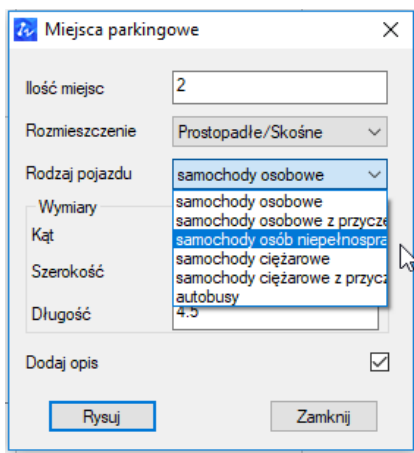 Miejsca parkingowe
Ilość miejsc 2
Rozmieszczenie Prostopadłe/Skośne
Rodzaj pojazdu samochody osobowe
samochody osobowe
Wymiary
samochody osobowe z przycze
Kąt samochody osób niepełnospra
samochody ciężarowe
Szerokość samochody ciężarowe z przycz
autobusy
Długość 4.5
Dodaj opis
Rysuj Zamknij